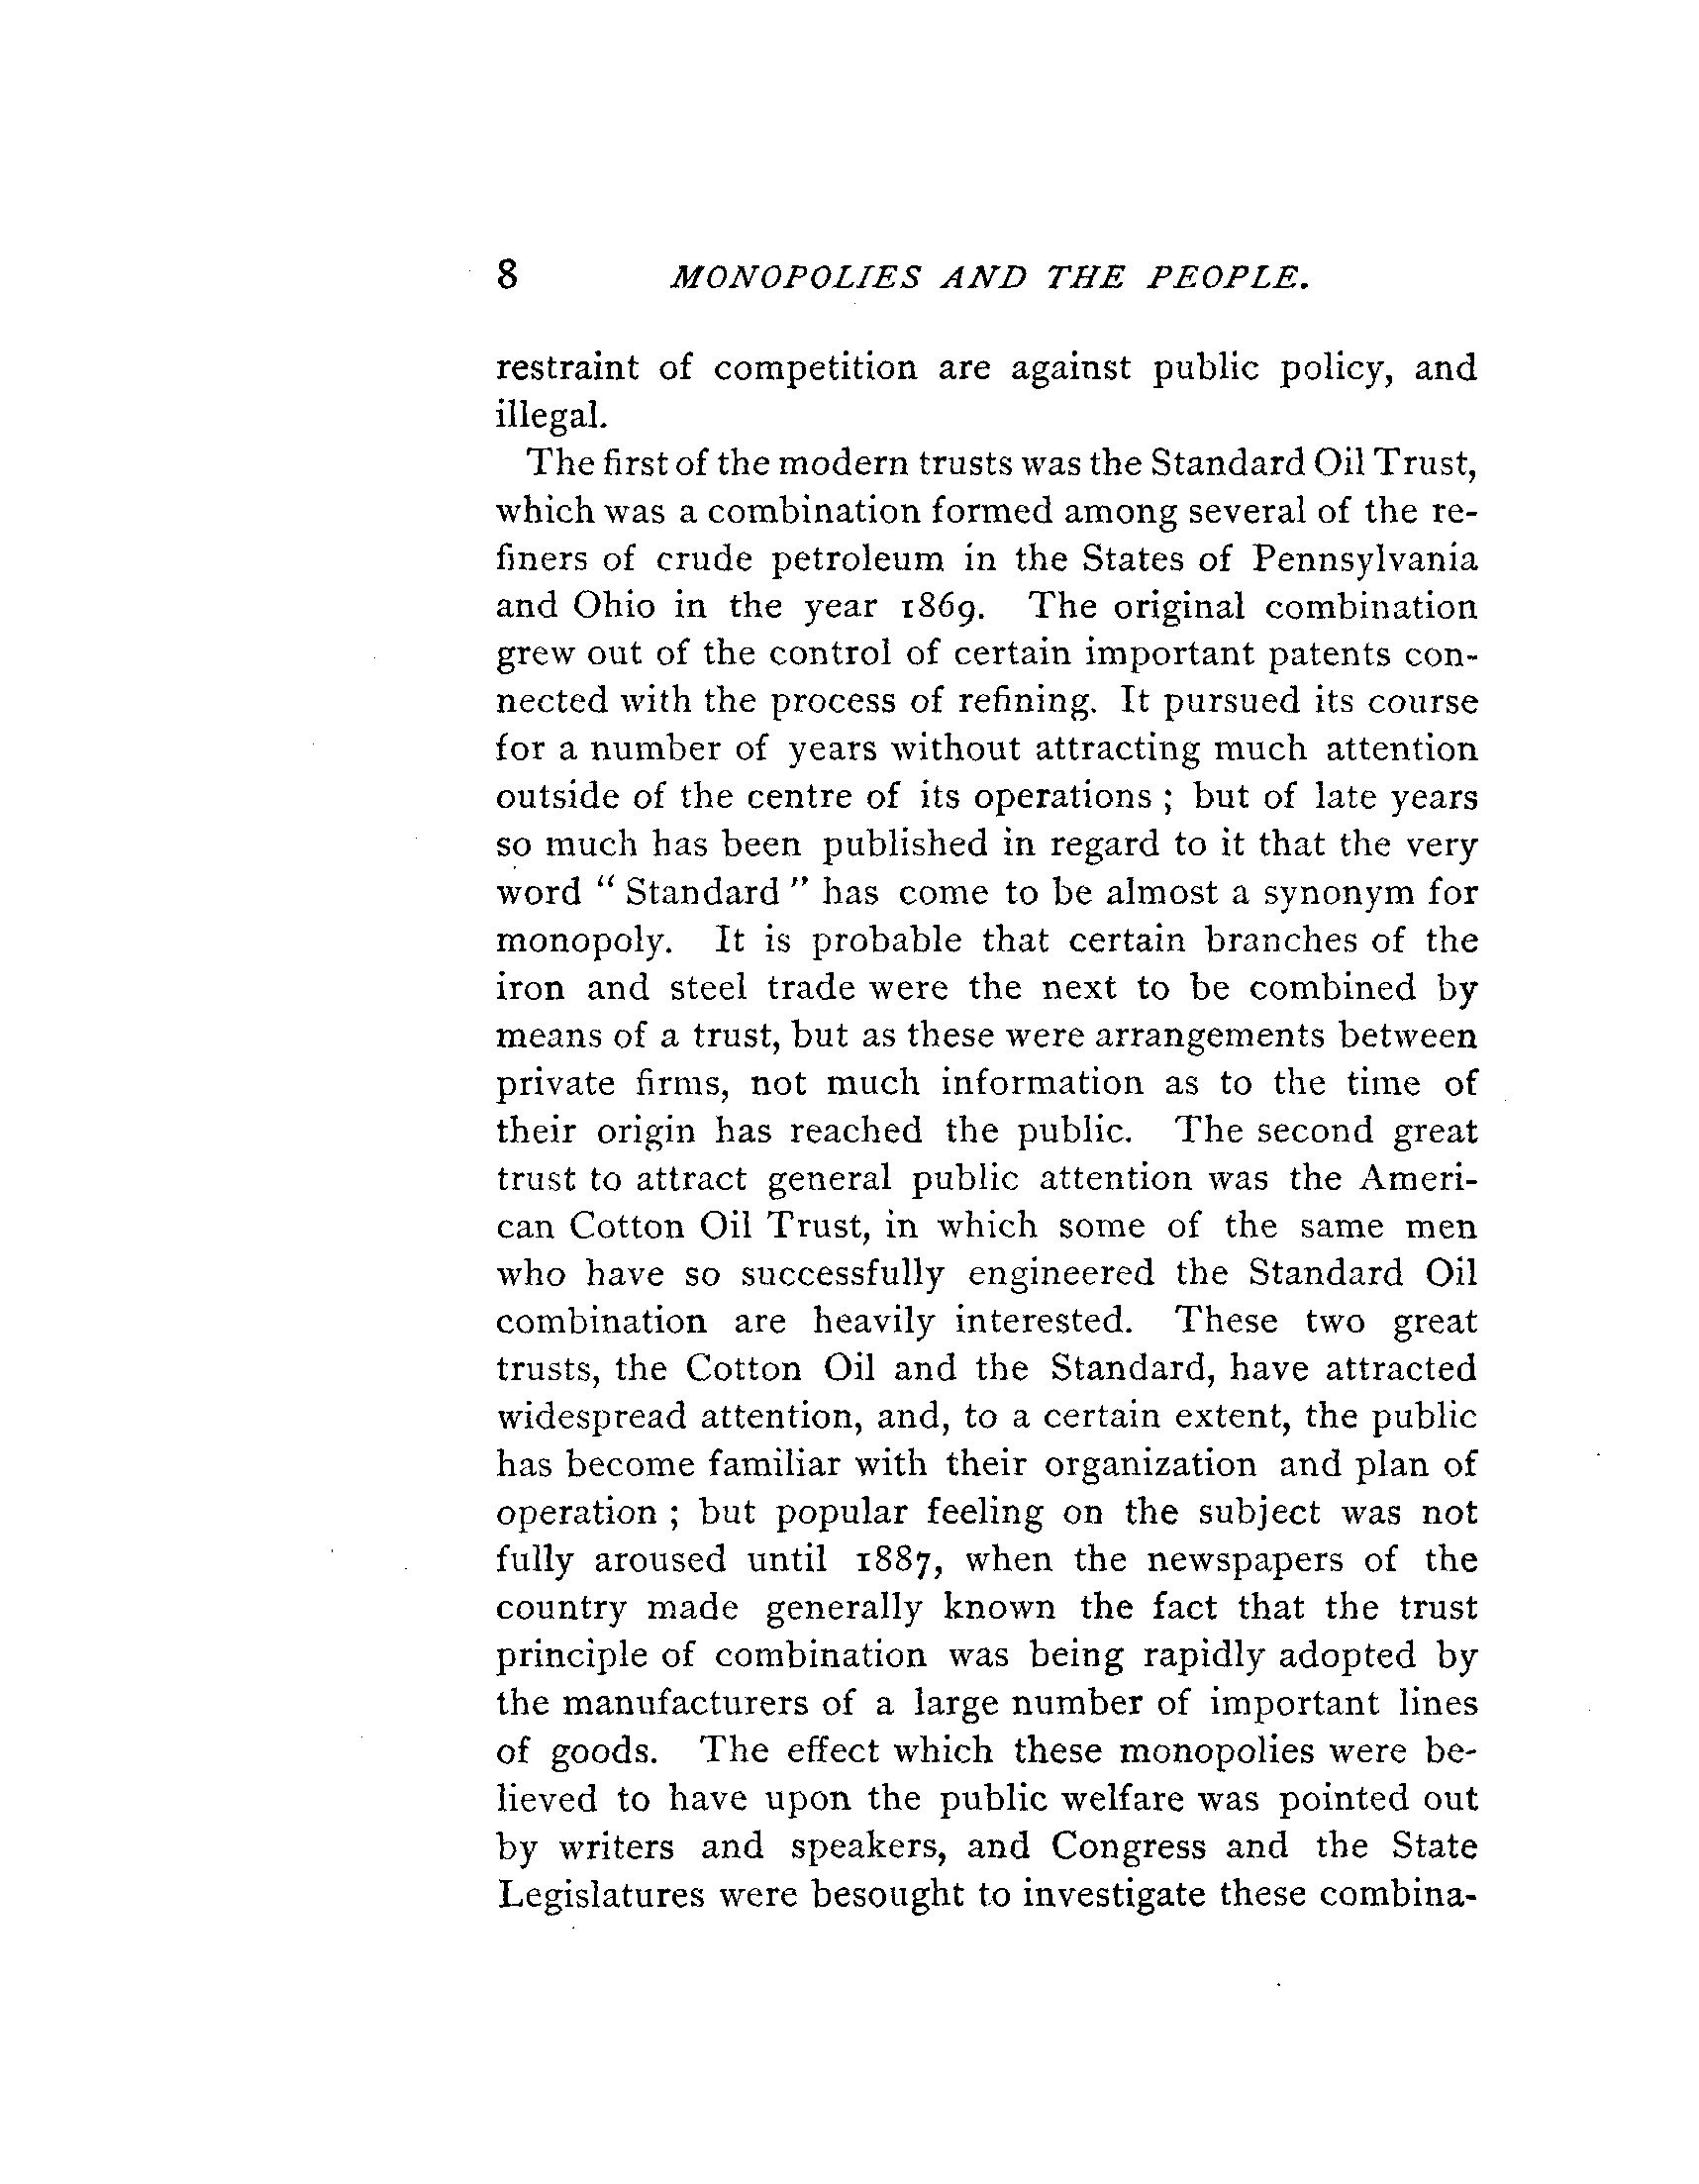 8 MONOPOLIES AND THE PEOPLE.
restraint of competition are against public policy, and
illegal.
The first of the modern trusts was the Standard Oil Trust,
which was a combination formed among several of the re-
finers of crude petroleum in the States of Pennsylvania
and Ohio in the year 1869. The original combination
grew out of the control of certain important patents con-
nected with the process of refining. It pursued its course
for a number of years without attracting much attention
outside of the centre of its operations ; but of late years
so much has been published in regard to it that the very
word " Standard " has come to be almost a synonym for
monopoly. It is probable that certain branches of the
iron and steel trade were the next to be combined by
means of a trust, but as these were arrangements between
private firms, not much information as to the time of
their origin has reached the public. The second great
trust to attract general public attention was the Ameri-
can Cotton Oil Trust, in which some of the same men
who have so successfully engineered the Standard Oil
combination are heavily interested. These two great
trusts, the Cotton Oil and the Standard, have attracted
widespread attention, and, to a certain extent, the public
has become familiar with their organization and plan of
operation ; but popular feeling on the subject was not
fully aroused until 1887, when the newspapers of the
country made generally known the fact that the trust
principle of combination was being rapidly adopted by
the manufacturers of a large number of important lines
of goods. The effect which these monopolies were be-
lieved to have upon the public welfare was pointed out
by writers and speakers, and Congress and the State
Legislatures were besought to investigate these combina-